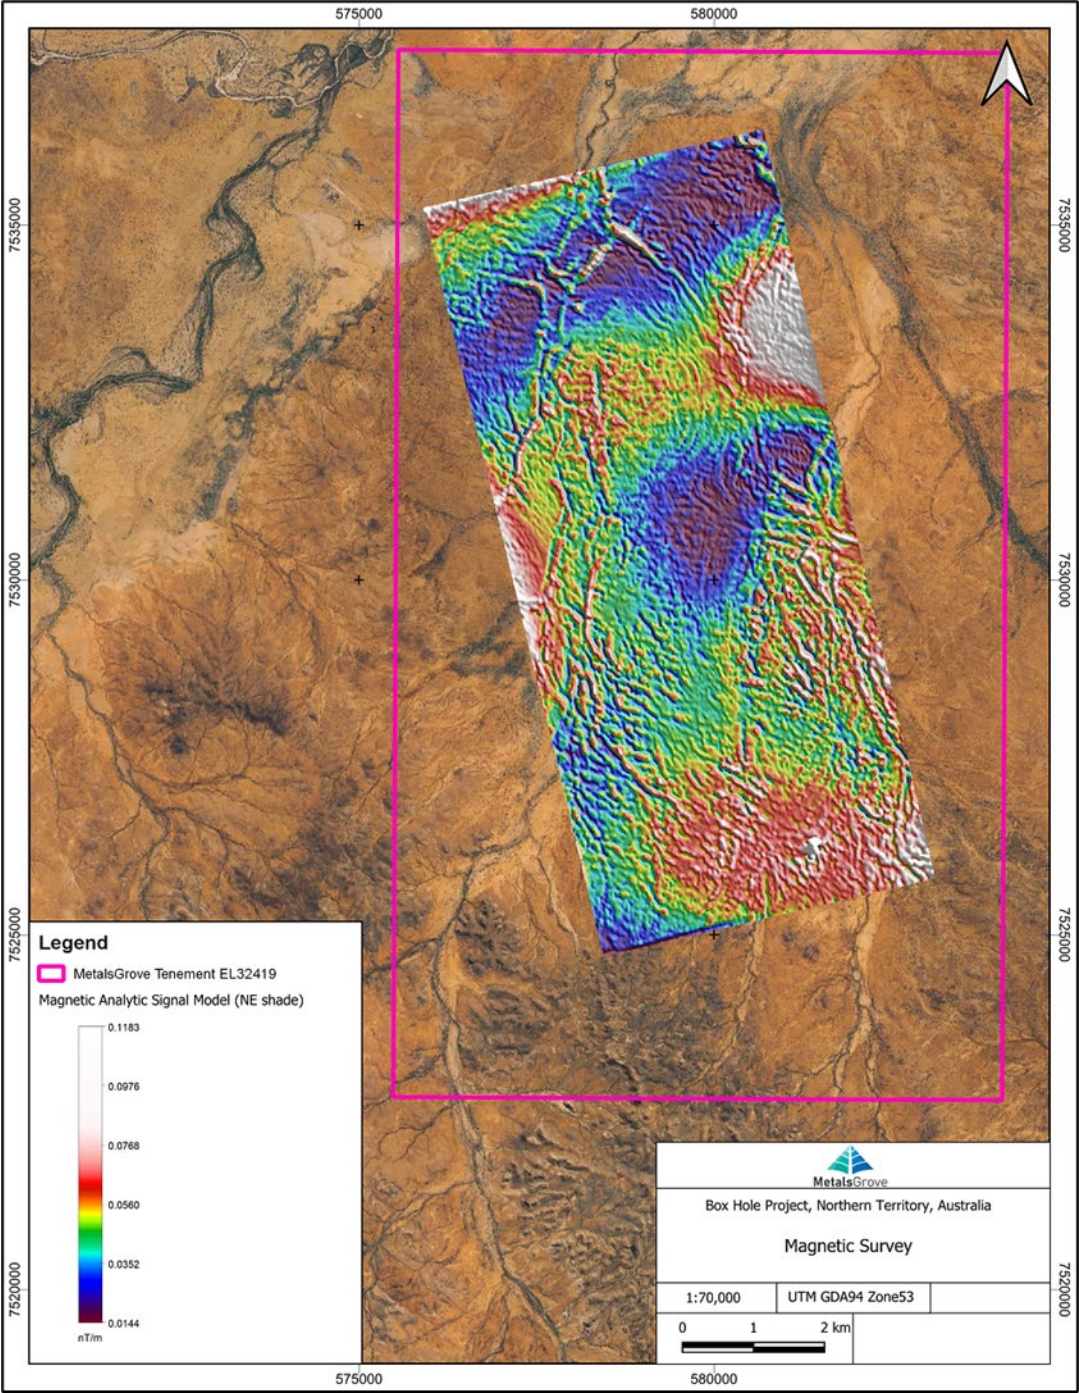 575000
580000
7535000
7535000
7530000
7530000
7525000
7525000
7520000
7520000
Legend
MetalsGrove Tenement EL32419
Magnetic Analytic Signal Model (NE shade)
0.1183
0.0976
0.0768
0.0560
0.0352
0.0144
nT/m
MetalsGrove
Box Hole Project, Northern Territory, Australia
Magnetic Survey
1:70,000
UTM GDA94 Zone53
0 1 2 km
575000
580000